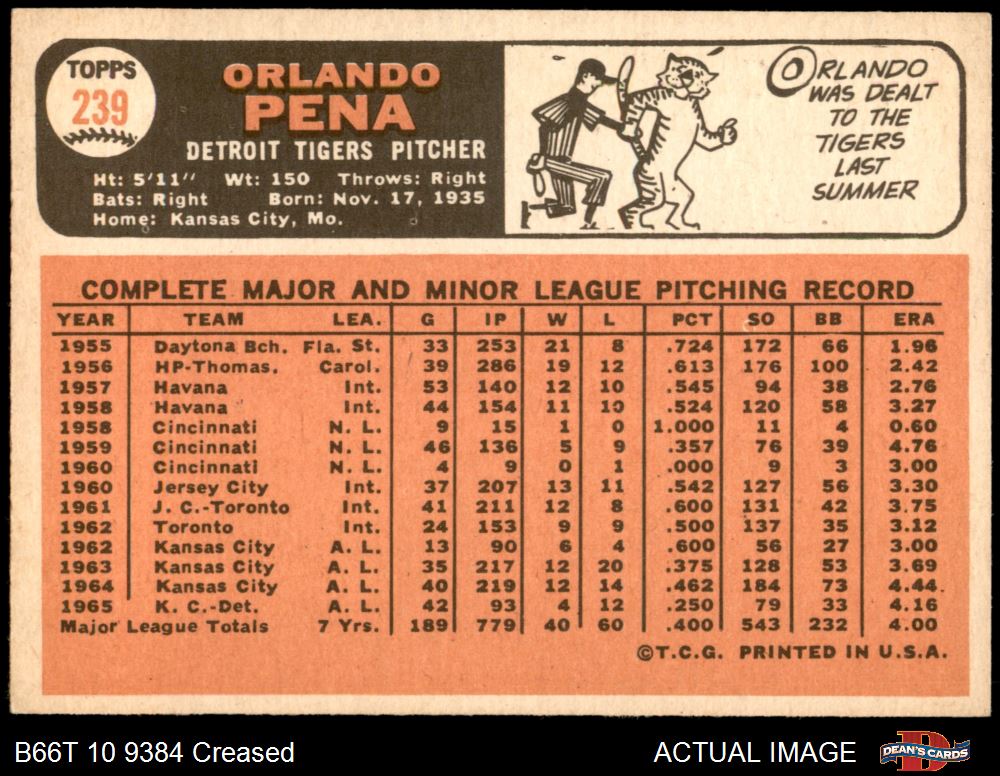 TOPPS
239
ORLANDO
PENA
DETROIT TIGERS PITCHER
Ht: 5'11" Wt: 150 Throws: Right
Bats: Right Born: Nov. 17, 1935
Home: Kansas City, Mo.
ORLANDO
WAS DEALT
TO THE
TIGERS
LAST
SUMMER
COMPLETE MAJOR AND MINOR LEAGUE PITCHING RECORD
YEAR TEAM LEA. G IP W L PCT SO BB ERA
1955 Daytona Bch. Fla. St. 33 253 21 8 .724 172 66 1.96
1956 HP-Thomas. Carol. 39 286 19 12 .613 176 100 2.42
1957 Havana Int. 53 140 12 10 .545 94 38 2.76
1958 Havana Int. 44 154 11 10 .524 120 58 3.27
1958 Cincinnati N. L. 9 15 1 0 1.000 11 4 0.60
1959 Cincinnati N. L. 46 136 5 9 .357 76 39 4.76
1960 Cincinnati N. L. 4 9 0 1 .000 9 3 3.00
1960 Jersey City Int. 37 207 13 11 .542 127 56 3.30
1961 J. C.-Toronto Int. 41 211 12 8 .600 131 42 3.75
1962 Toronto Int. 24 153 9 9 .500 137 35 3.12
1962 Kansas City A. L. 13 90 6 4 .600 56 27 3.00
1963 Kansas City A. L. 35 217 12 20 .375 128 53 3.69
1964 Kansas City A. L. 40 219 12 14 .462 184 73 4.44
1965 K. C.-Det. A. L. 42 93 4 12 .250 79 33 4.16
Major League Totals 7 Yrs. 189 779 40 60 .400 543 232 4.00
©T.C.G. PRINTED IN U.S.A.
B66T 10 9384 Creased
ACTUAL IMAGE
DEAN'S CARDS